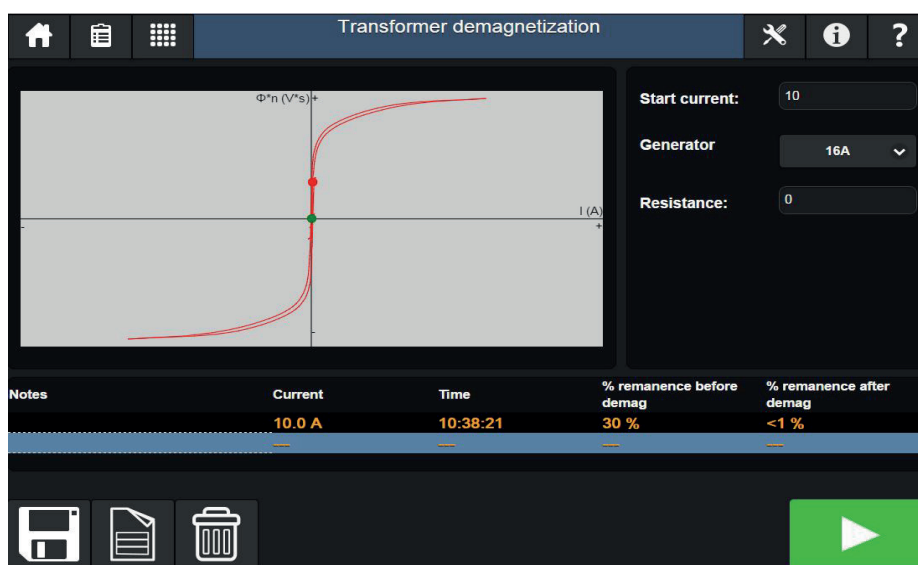 Transformer demagnetization
?
Φ*n (V*s)+
I (A)
+
-
-
Start current: 10
Generator 16A
Resistance: 0
Notes Current Time % remanence before demag % remanence after demag
10.0 A 10:38:21 30 % <1 %
--- --- --- ---